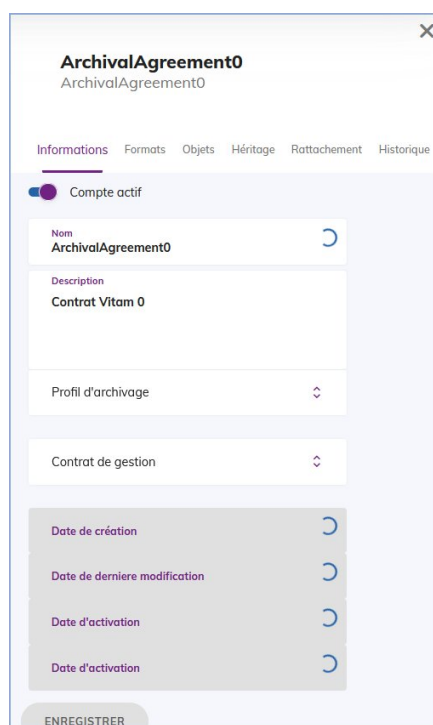 ArchivalAgreement0
ArchivalAgreement0
Informations Formats Objets Héritage Rattachement Historique
Compte actif
Nom
ArchivalAgreement0
Description
Contrat Vitam 0
Profil d'archivage
Contrat de gestion
Date de création
Date de derniere modification
Date d'activation
Date d'activation
ENREGISTRER